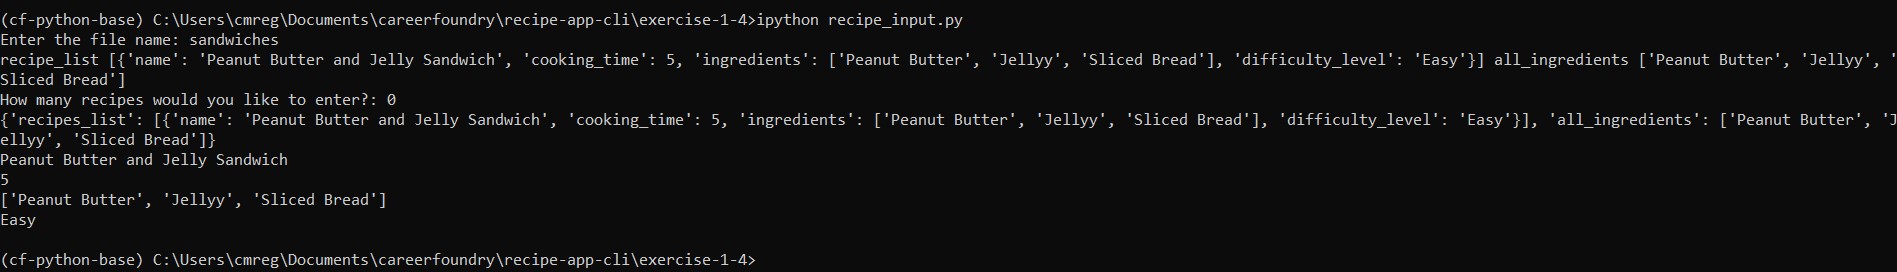 (cf-python-base) C:\Users\cmreg\Documents\careerfoundry\recipe-app-cli\exercise-1-4>ipython recipe_input.py
Enter the file name: sandwiches
recipe_list [{'name': 'Peanut Butter and Jelly Sandwich', 'cooking_time': 5, 'ingredients': ['Peanut Butter', 'Jellyy', 'Sliced Bread'], 'difficulty_level': 'Easy'}] all_ingredients ['Peanut Butter', 'Jellyy', '
Sliced Bread']
How many recipes would you like to enter?: 0
{'recipes_list': [{'name': 'Peanut Butter and Jelly Sandwich', 'cooking_time': 5, 'ingredients': ['Peanut Butter', 'Jellyy', 'Sliced Bread'], 'difficulty_level': 'Easy'}], 'all_ingredients': ['Peanut Butter', 'J
ellyy', 'Sliced Bread']}
Peanut Butter and Jelly Sandwich
5
['Peanut Butter', 'Jellyy', 'Sliced Bread']
Easy
(cf-python-base) C:\Users\cmreg\Documents\careerfoundry\recipe-app-cli\exercise-1-4>